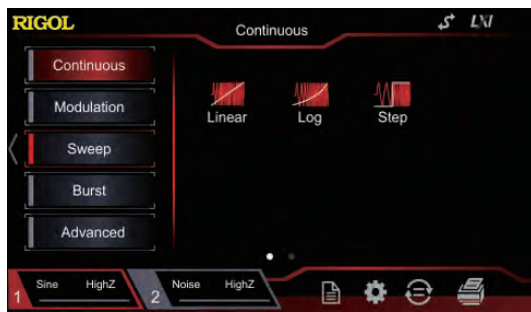 RIGOL
Continuous
LXI
Continuous
Modulation
Sweep
Burst
Advanced
Linear
Log
Step
1
Sine
HighZ
2
Noise
HighZ